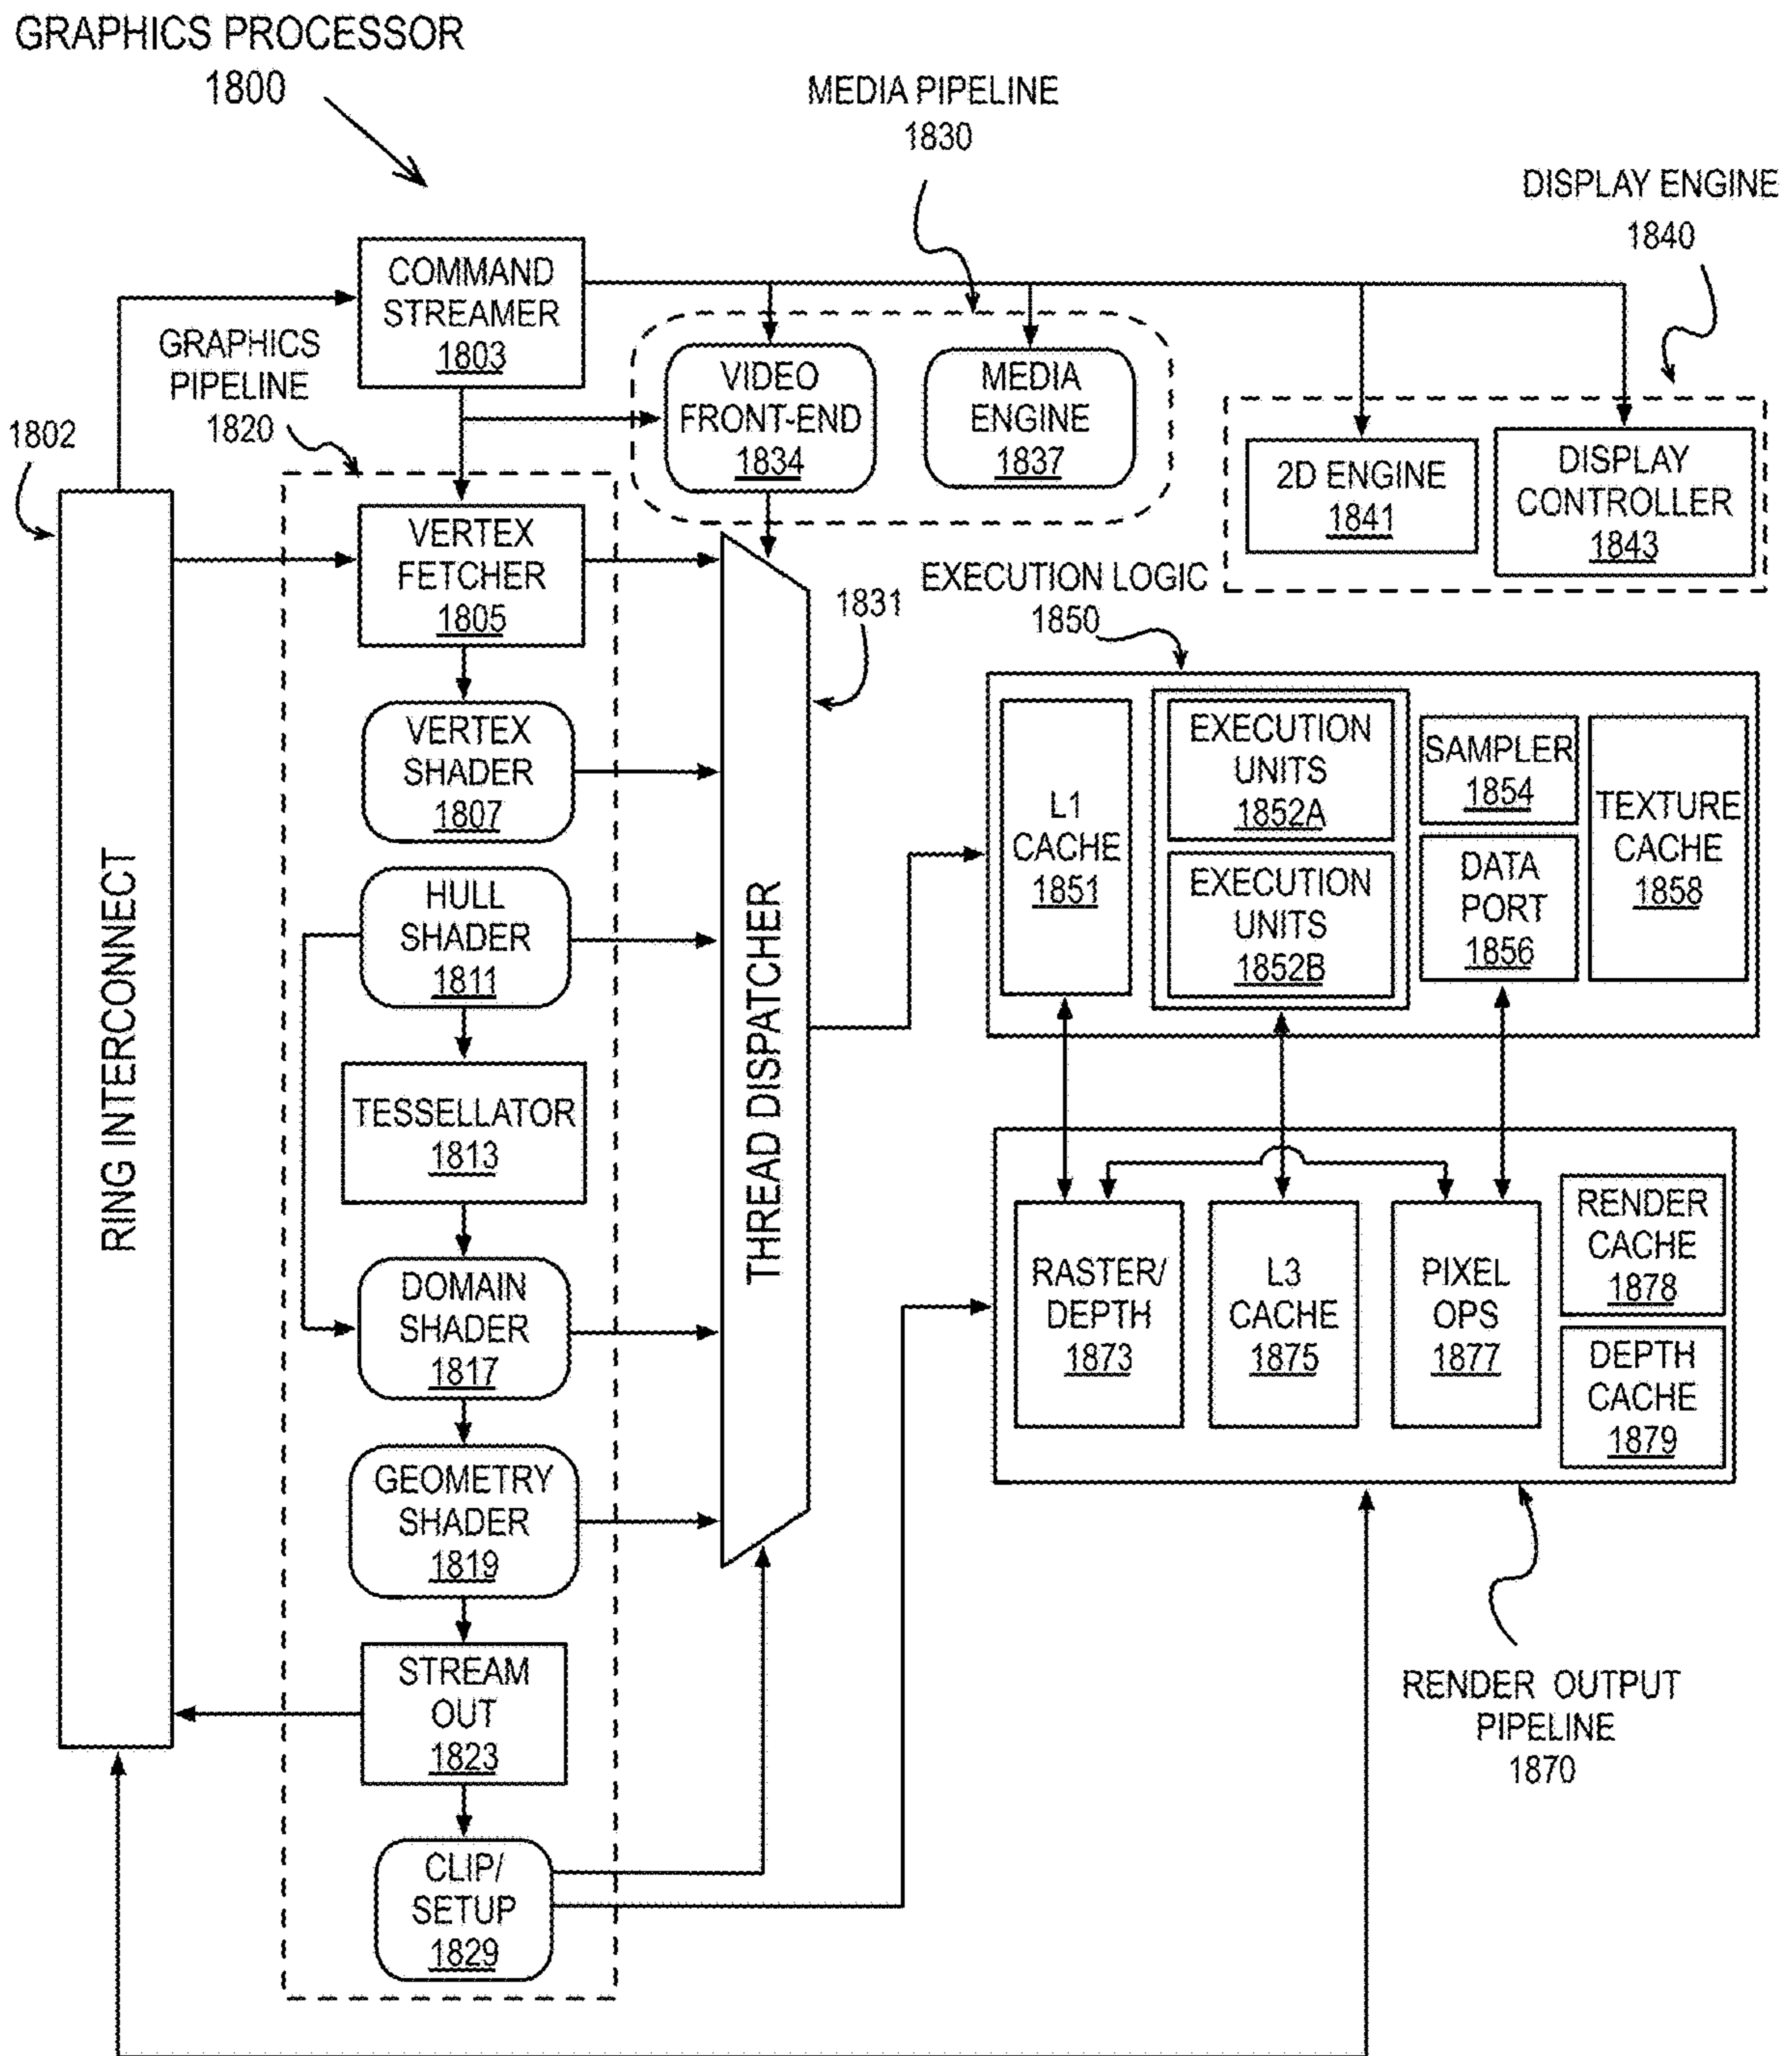 GRAPHICS PROCESSOR
1800
MEDIA PIPELINE
1830
DISPLAY ENGINE
1840
COMMAND
STREAMER
1803
GRAPHICS
PIPELINE
1820
1802
VIDEO
FRONT-END
1834
MEDIA
ENGINE
1837
2D ENGINE
1841
DISPLAY
CONTROLLER
1843
RING INTERCONNECT
VERTEX
FETCHER
1805
VERTEX
SHADER
1807
HULL
SHADER
1811
TESSELLATOR
1813
DOMAIN
SHADER
1817
GEOMETRY
SHADER
1819
STREAM
OUT
1823
CLIP/
SETUP
1829
THREAD DISPATCHER
1831
EXECUTION LOGIC
1850
L1
CACHE
1851
EXECUTION
UNITS
1852A
EXECUTION
UNITS
1852B
SAMPLER
1854
DATA
PORT
1856
TEXTURE
CACHE
1858
RASTER/
DEPTH
1873
L3
CACHE
1875
PIXEL
OPS
1877
RENDER
CACHE
1878
DEPTH
CACHE
1879
RENDER OUTPUT
PIPELINE
1870